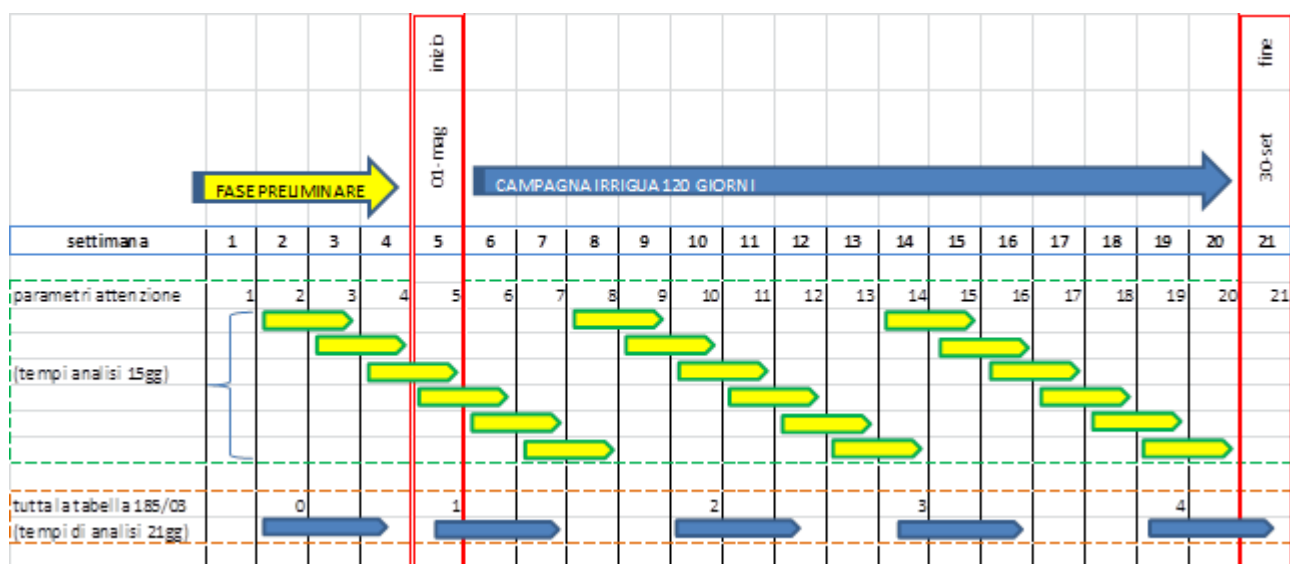 inizio
fine
01-mag
30-set
FASE PRELIMINARE
CAMPAGNA IRRIGUA 120 GIORNI
settimana 1 2 3 4 5 6 7 8 9 10 11 12 13 14 15 16 17 18 19 20 21
parametri attenzione 1 2 3 4 5 6 7 8 9 10 11 12 13 14 15 16 17 18 19 20 21
(tempi analisi 15gg)
tutta la tabella 185/03 0 1 2 3 4
(tempi di analisi 21gg)